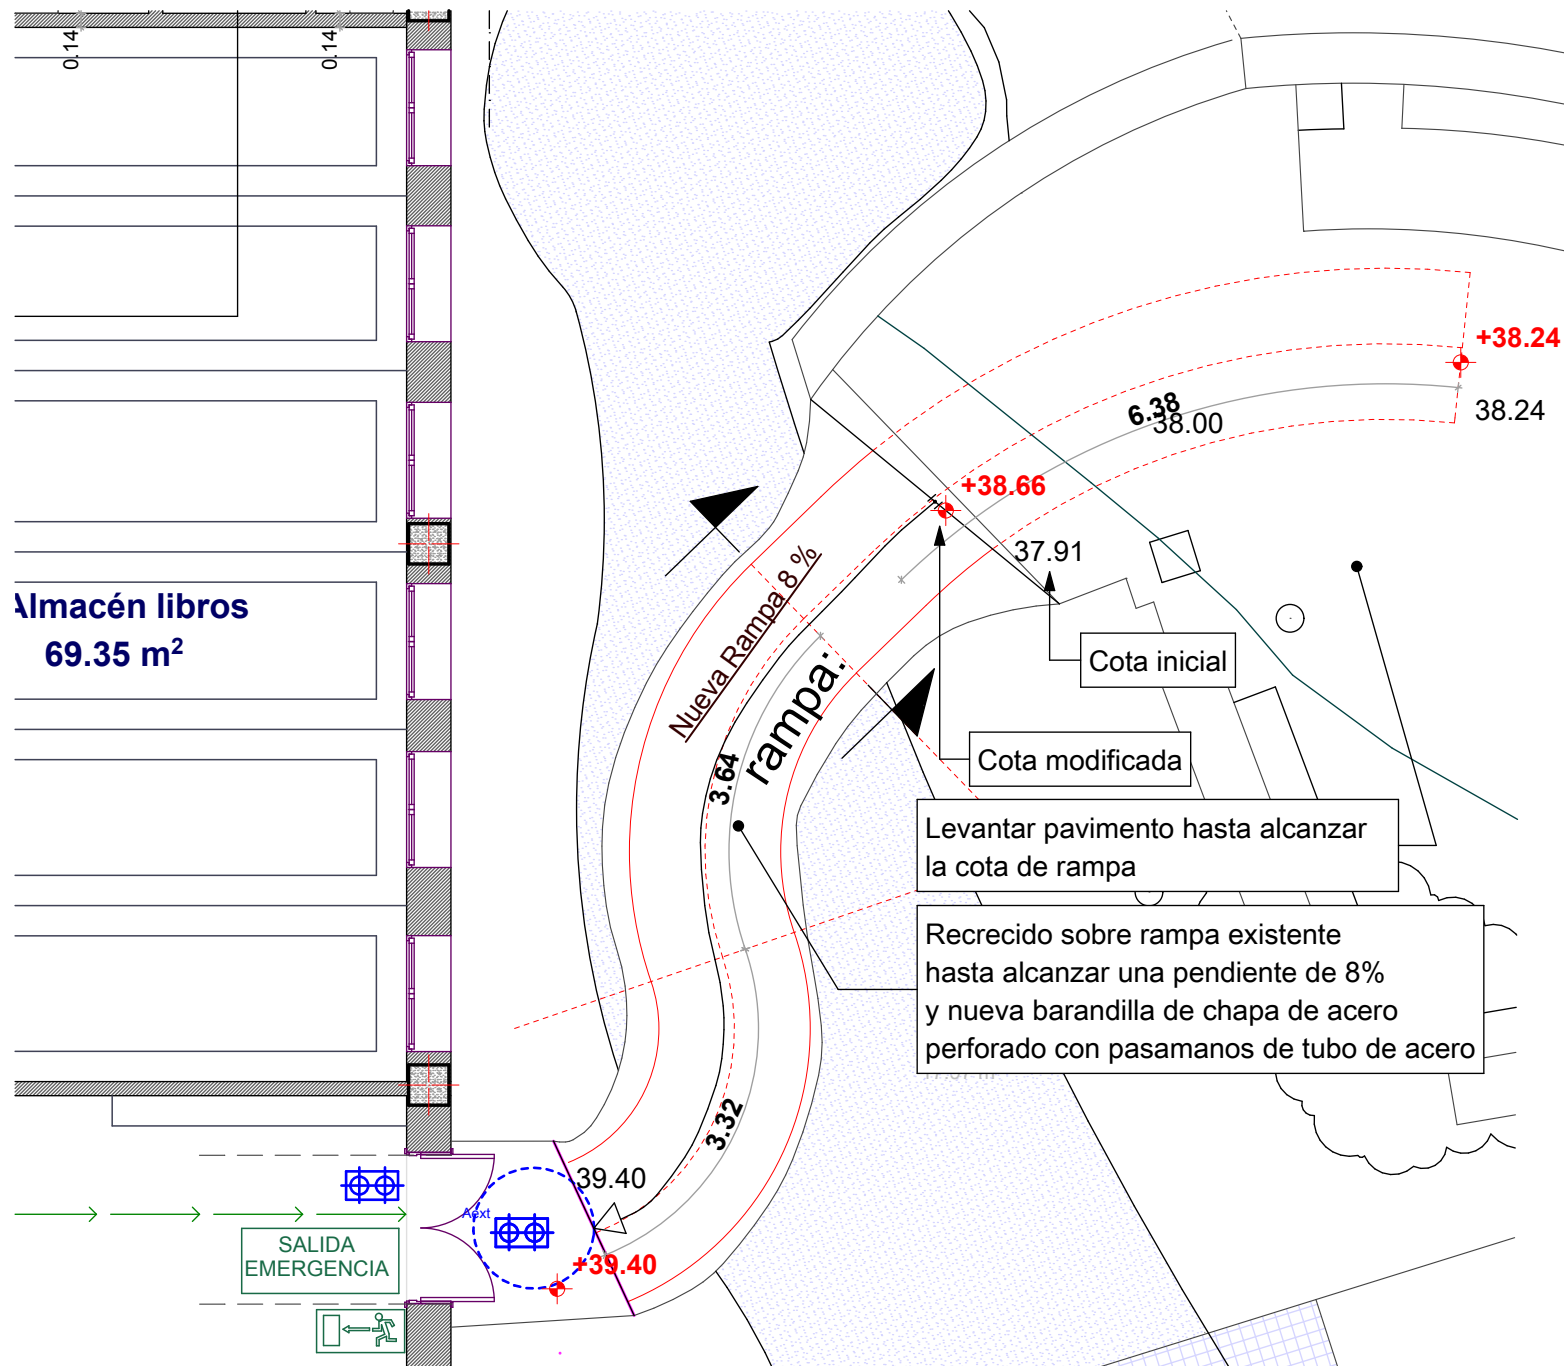 0.14
0.14
+38.24
38.24
6.38
38.00
+38.66
37.91
Nueva Rampa 8 %
Almacén libros
69.35 m²
Cota inicial
rampa:
Cota modificada
3.64
Levantar pavimento hasta alcanzar
la cota de rampa
Recrecido sobre rampa existente
hasta alcanzar una pendiente de 8%
y nueva barandilla de chapa de acero
perforado con pasamanos de tubo de acero
3.32
39.40
Aext
SALIDA
EMERGENCIA
+39.40